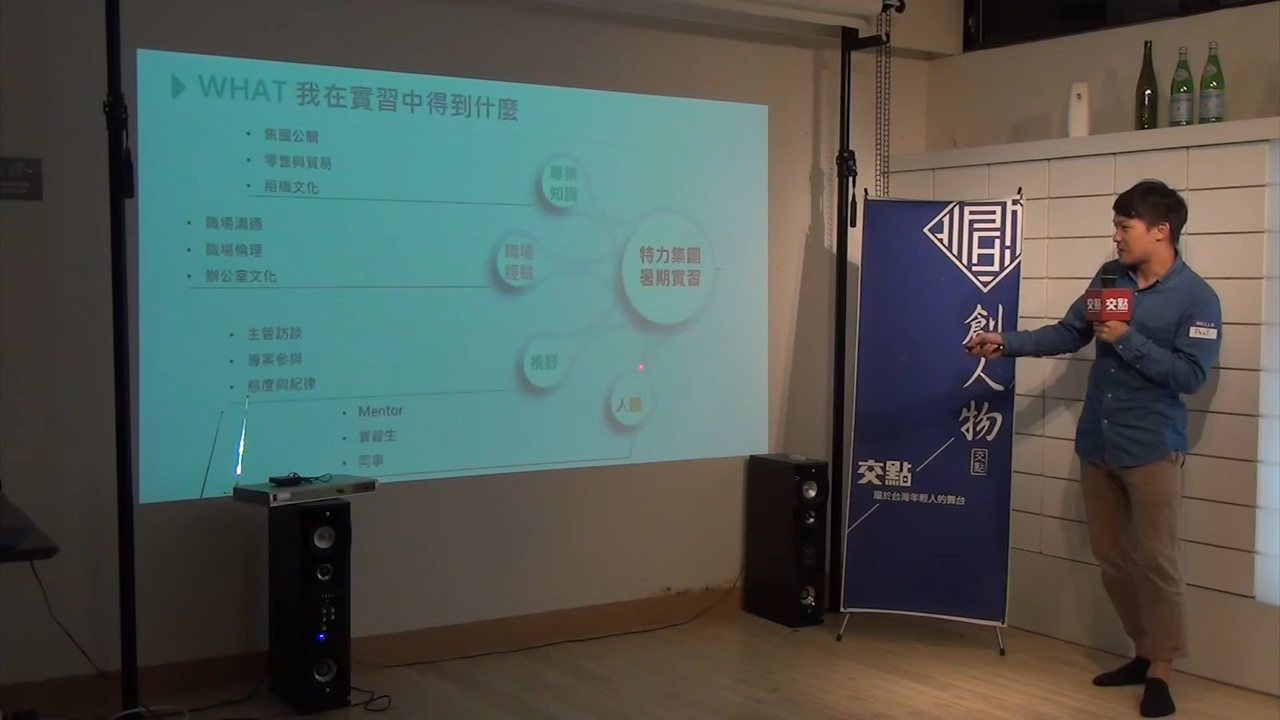 WHAT 我在實習中得到什麼
集團公關
零售與貿易
組織文化
專業
知識
職場溝通
職場倫理
辦公室文化
職場
經驗
特力集團
暑期實習
主管訪談
專案參與
態度與紀律
視野
Mentor
實習生
同事
人脈
創
創人物
交點
交點
屬於台灣年輕人的舞台
交點 交點
Paul